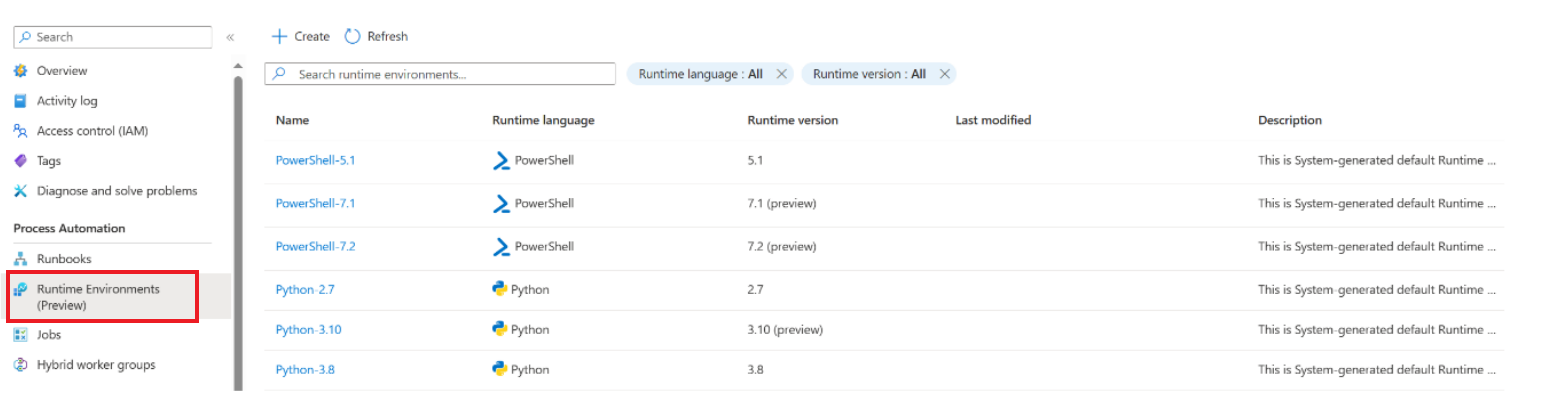 Search «
Overview
Activity log
Access control (IAM)
Tags
Diagnose and solve problems
Process Automation
Runbooks
Runtime Environments
(Preview)
Jobs
Hybrid worker groups
Create Refresh
Search runtime environments... Runtime language : All Runtime version : All
Name Runtime language Runtime version Last modified Description
PowerShell-5.1 PowerShell 5.1 This is System-generated default Runtime ...
PowerShell-7.1 PowerShell 7.1 (preview) This is System-generated default Runtime ...
PowerShell-7.2 PowerShell 7.2 (preview) This is System-generated default Runtime ...
Python-2.7 Python 2.7 This is System-generated default Runtime ...
Python-3.10 Python 3.10 (preview) This is System-generated default Runtime ...
Python-3.8 Python 3.8 This is System-generated default Runtime ...